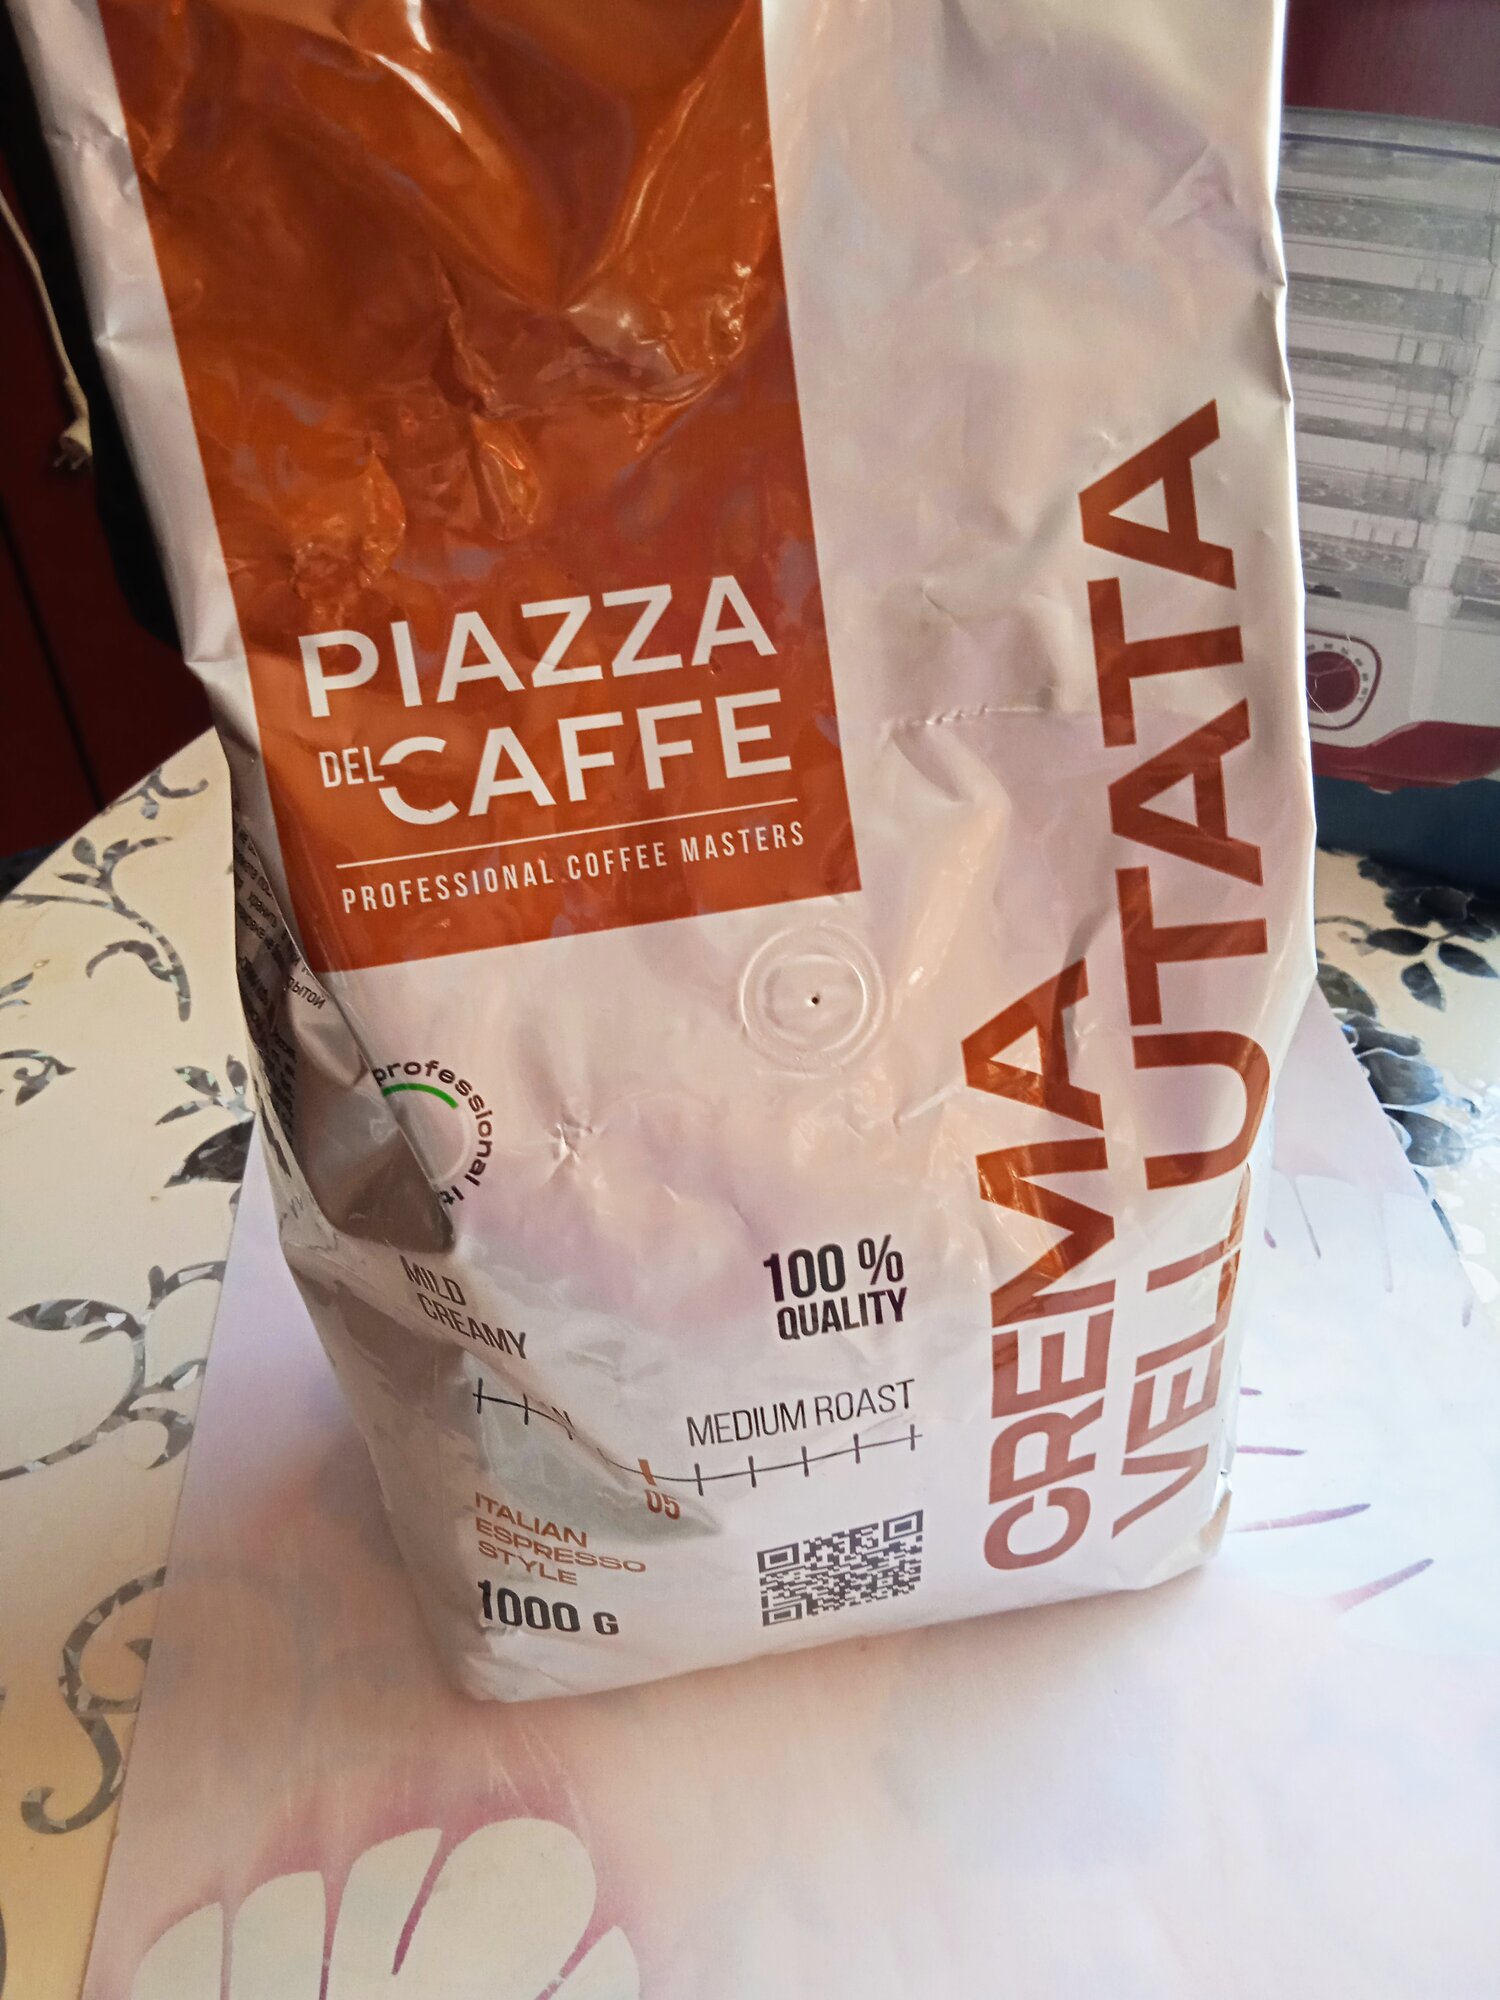 PIAZZA
DEL CAFFE
PROFESSIONAL COFFEE MASTERS
professional
100 %
QUALITY
MILD
CREAMY
MEDIUM ROAST
05
ITALIAN
ESPRESSO
STYLE
1000 G
CREMA
VELLUTATA